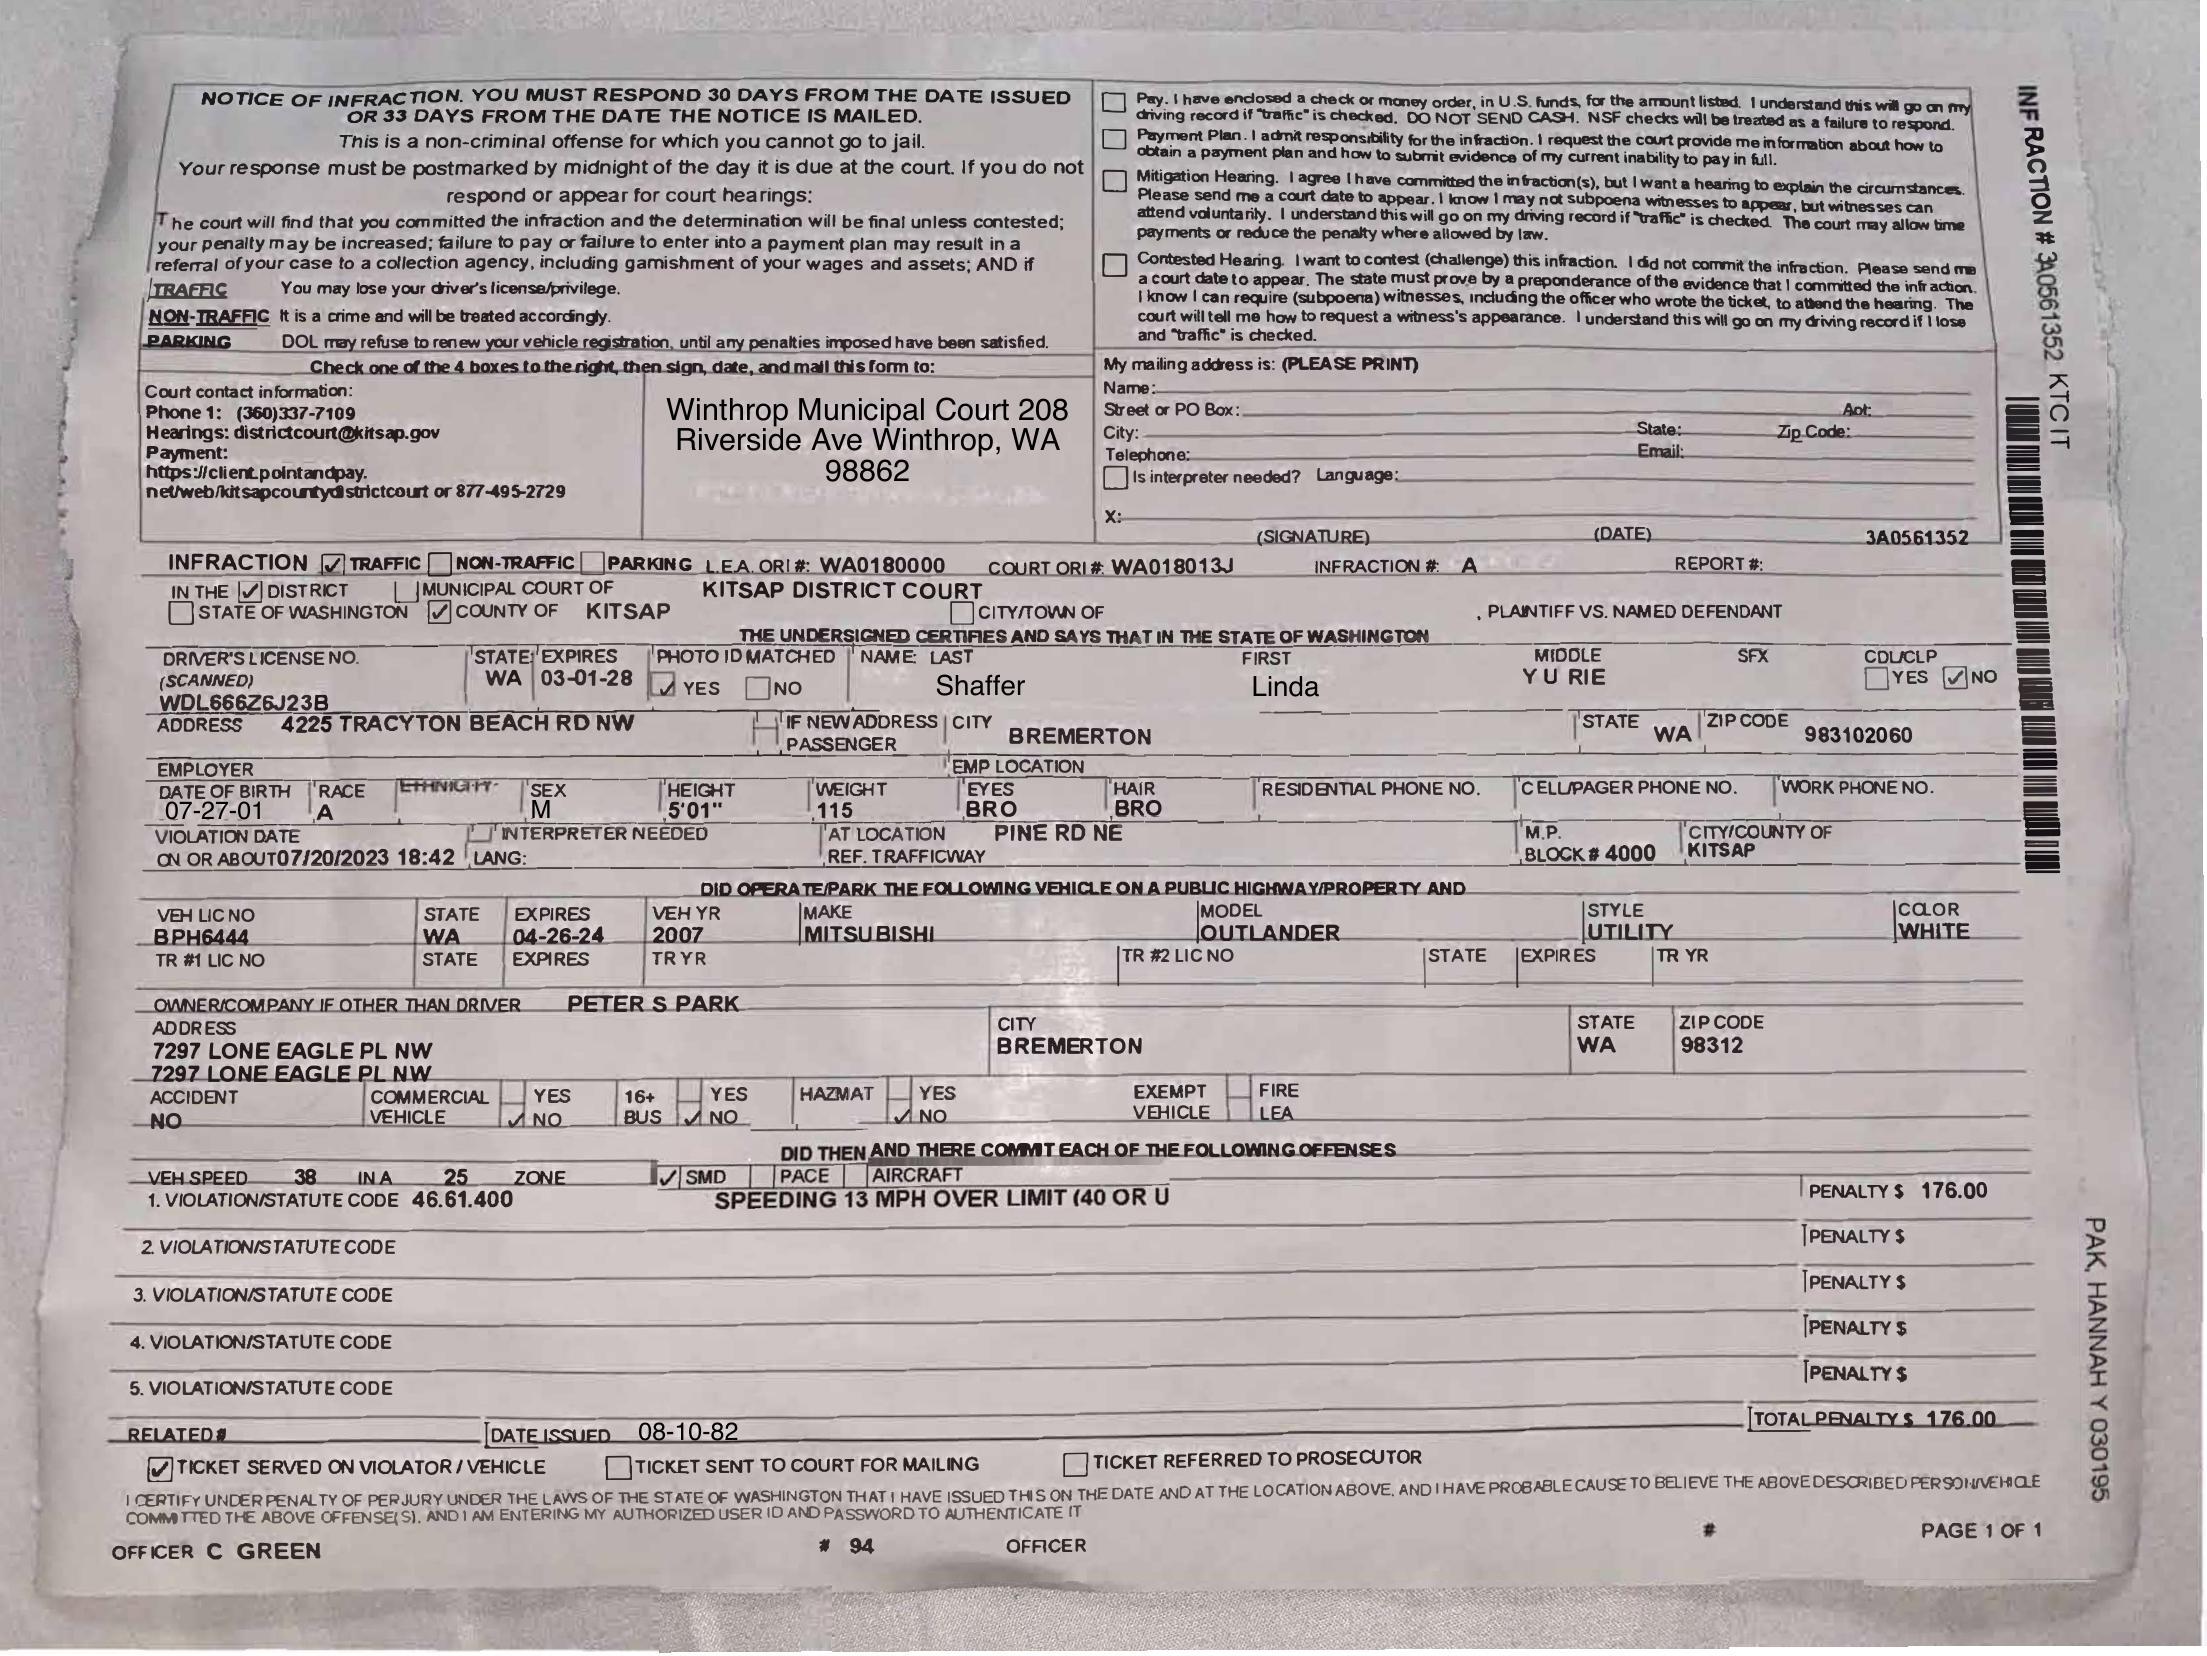 NOTICE OF INFRACTION. YOU MUST RESPOND 30 DAYS FROM THE DATE ISSUED
OR 33 DAYS FROM THE DATE THE NOTICE IS MAILED.
This is a non-criminal offense for which you cannot go to jail.
Your response must be postmarked by midnight of the day it is due at the court. If you do not
respond or appear for court hearings:
The court will find that you committed the infraction and the determination will be final unless contested;
your penalty may be increased; failure to pay or failure to enter into a payment plan may result in a
referral of your case to a collection agency, including garnishment of your wages and assets; AND if
TRAFFIC You may lose your driver's license/privilege.
NON-TRAFFIC It is a crime and will be treated accordingly.
PARKING DOL may refuse to renew your vehicle registration, until any penalties imposed have been satisfied.
Check one of the 4 boxes to the right, then sign, date, and mail this form to:
Court contact information:
Phone 1: (360)337-7109
Hearings: districtcourt@kitsap.gov
Payment:
https://client.pointandpay.
net/web/kitsapcountydistrictcourt or 877-495-2729
Winthrop Municipal Court 208
Riverside Ave Winthrop, WA
98862
Pay. I have enclosed a check or money order, in U.S. funds, for the amount listed. I understand this will go on my
driving record if "traffic" is checked. DO NOT SEND CASH. NSF checks will be treated as a failure to respond.
Payment Plan. I admit responsibility for the infraction. I request the court provide me information about how to
obtain a payment plan and how to submit evidence of my current inability to pay in full.
Mitigation Hearing. I agree I have committed the infraction(s), but I want a hearing to explain the circumstances.
Please send me a court date to appear. I know I may not subpoena witnesses to appear, but witnesses can
attend voluntarily. I understand this will go on my driving record if "traffic" is checked. The court may allow time
payments or reduce the penalty where allowed by law.
Contested Hearing. I want to contest (challenge) this infraction. I did not commit the infraction. Please send me
a court date to appear. The state must prove by a preponderance of the evidence that I committed the infraction.
I know I can require (subpoena) witnesses, including the officer who wrote the ticket, to attend the hearing. The
court will tell me how to request a witness's appearance. I understand this will go on my driving record if I lose
and "traffic" is checked.
My mailing address is: (PLEASE PRINT)
Name:
Street or PO Box: Apt:
City: State: Zip Code:
Telephone: Email:
Is interpreter needed? Language:
X:
(SIGNATURE) (DATE) 3A0561352
INFRACTION # 3A0561352 KTC IT
INFRACTION TRAFFIC NON-TRAFFIC PARKING L.E.A. ORI #: WA0180000 COURT ORI #: WA018013J INFRACTION #: A REPORT #:
IN THE DISTRICT MUNICIPAL COURT OF KITSAP DISTRICT COURT
STATE OF WASHINGTON COUNTY OF KITSAP CITY/TOWN OF , PLAINTIFF VS. NAMED DEFENDANT
THE UNDERSIGNED CERTIFIES AND SAYS THAT IN THE STATE OF WASHINGTON
DRIVER'S LICENSE NO. STATE EXPIRES PHOTO ID MATCHED NAME: LAST FIRST MIDDLE SFX CDL/CLP
(SCANNED) WA 03-01-28 YES NO Shaffer Linda YU RIE YES NO
WDL666Z6J23B
ADDRESS 4225 TRACYTON BEACH RD NW IF NEW ADDRESS CITY BREMERTON STATE WA ZIP CODE 983102060
PASSENGER
EMPLOYER EMP LOCATION
DATE OF BIRTH RACE ETHNICITY SEX HEIGHT WEIGHT EYES HAIR RESIDENTIAL PHONE NO. CELL/PAGER PHONE NO. WORK PHONE NO.
07-27-01 A M 5'01" 115 BRO BRO
VIOLATION DATE INTERPRETER NEEDED AT LOCATION PINE RD NE M.P. CITY/COUNTY OF
ON OR ABOUT 07/20/2023 18:42 LANG: REF. TRAFFICWAY BLOCK # 4000 KITSAP
DID OPERATE/PARK THE FOLLOWING VEHICLE ON A PUBLIC HIGHWAY/PROPERTY AND
VEH LIC NO STATE EXPIRES VEH YR MAKE MODEL STYLE COLOR
BPH6444 WA 04-26-24 2007 MITSUBISHI OUTLANDER UTILITY WHITE
TR #1 LIC NO STATE EXPIRES TR YR TR #2 LIC NO STATE EXPIRES TR YR
OWNER/COMPANY IF OTHER THAN DRIVER PETER S PARK
ADDRESS CITY STATE ZIP CODE
7297 LONE EAGLE PL NW BREMERTON WA 98312
7297 LONE EAGLE PL NW
ACCIDENT COMMERCIAL YES 16+ YES HAZMAT YES EXEMPT FIRE
NO VEHICLE NO BUS NO NO VEHICLE LEA
DID THEN AND THERE COMMIT EACH OF THE FOLLOWING OFFENSES
VEH SPEED 38 IN A 25 ZONE SMD PACE AIRCRAFT
1. VIOLATION/STATUTE CODE 46.61.400 SPEEDING 13 MPH OVER LIMIT (40 OR U PENALTY $ 176.00
2. VIOLATION/STATUTE CODE PENALTY $
3. VIOLATION/STATUTE CODE PENALTY $
4. VIOLATION/STATUTE CODE PENALTY $
5. VIOLATION/STATUTE CODE PENALTY $
RELATED # DATE ISSUED 08-10-82 TOTAL PENALTY $ 176.00
TICKET SERVED ON VIOLATOR / VEHICLE TICKET SENT TO COURT FOR MAILING TICKET REFERRED TO PROSECUTOR
I CERTIFY UNDER PENALTY OF PERJURY UNDER THE LAWS OF THE STATE OF WASHINGTON THAT I HAVE ISSUED THIS ON THE DATE AND AT THE LOCATION ABOVE, AND I HAVE PROBABLE CAUSE TO BELIEVE THE ABOVE DESCRIBED PERSON/VEHICLE
COMMITTED THE ABOVE OFFENSE(S), AND I AM ENTERING MY AUTHORIZED USER ID AND PASSWORD TO AUTHENTICATE IT
OFFICER C GREEN # 94 OFFICER # PAGE 1 OF 1
PAK, HANNAH Y 030195